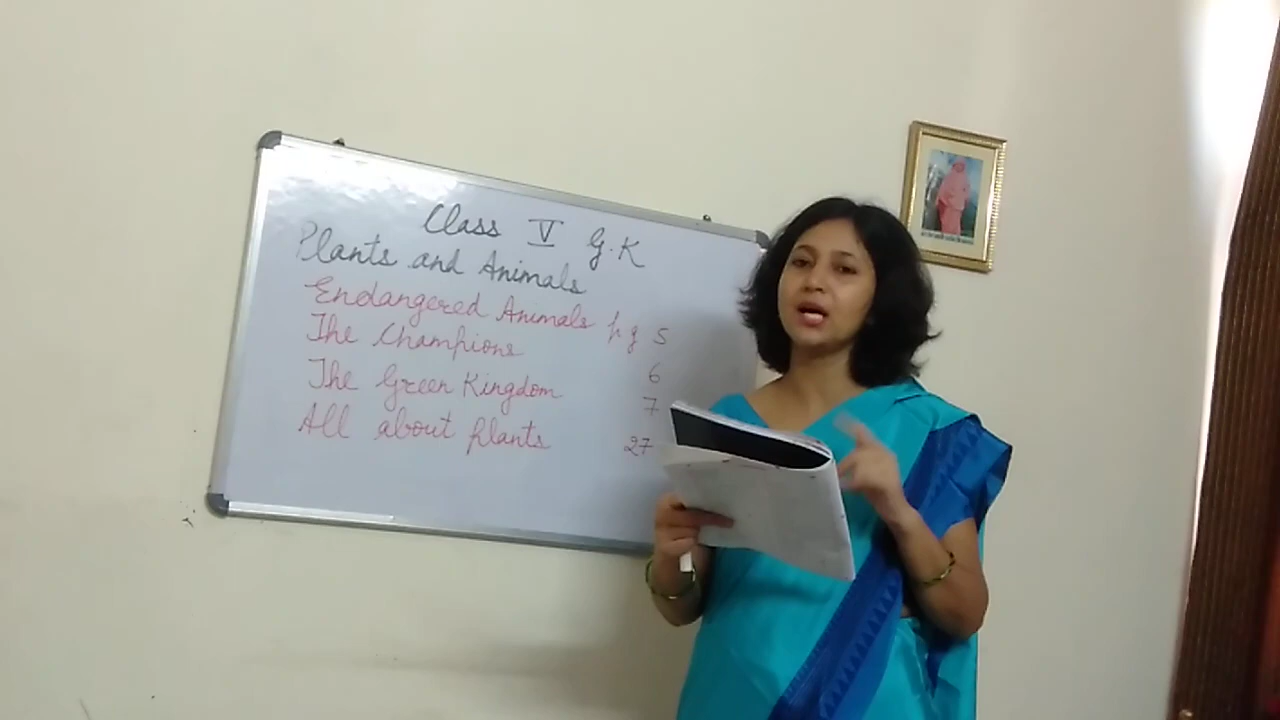 Class V G.K
Plants and Animals
Endangered Animals pg 5
The Champions 6
The Green Kingdom 7
All about plants 27